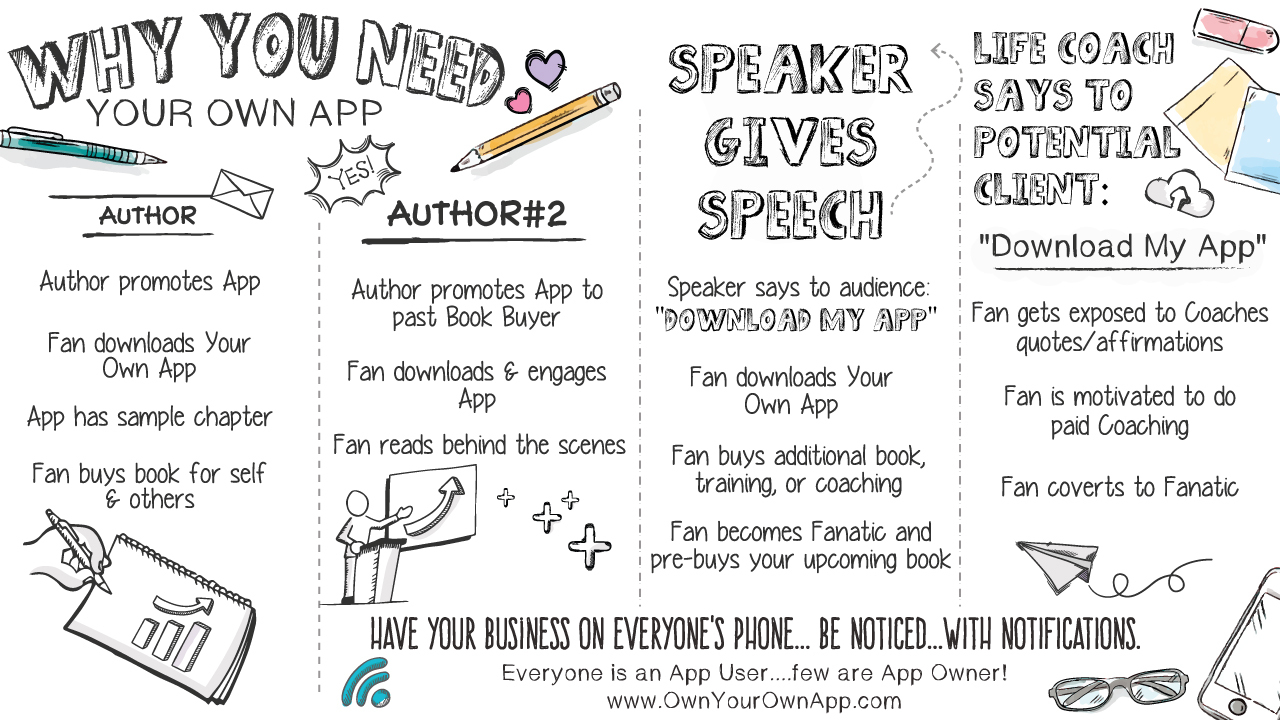 WHY YOU NEED
YOUR OWN APP
YES!
AUTHOR
Author promotes App
Fan downloads Your
Own App
App has sample chapter
Fan buys book for self
& others
AUTHOR#2
Author promotes App to
past Book Buyer
Fan downloads & engages
App
Fan reads behind the scenes
SPEAKER
GIVES
SPEECH
Speaker says to audience:
"DOWNLOAD MY APP"
Fan downloads Your
Own App
Fan buys additional book,
training, or coaching
Fan becomes Fanatic and
pre-buys your upcoming book
LIFE COACH
SAYS TO
POTENTIAL
CLIENT:
"Download My App"
Fan gets exposed to Coaches
quotes/affirmations
Fan is motivated to do
paid Coaching
Fan coverts to Fanatic
HAVE YOUR BUSINESS ON EVERYONE'S PHONE... BE NOTICED...WITH NOTIFICATIONS.
Everyone is an App User....few are App Owner!
www.OwnYourOwnApp.com